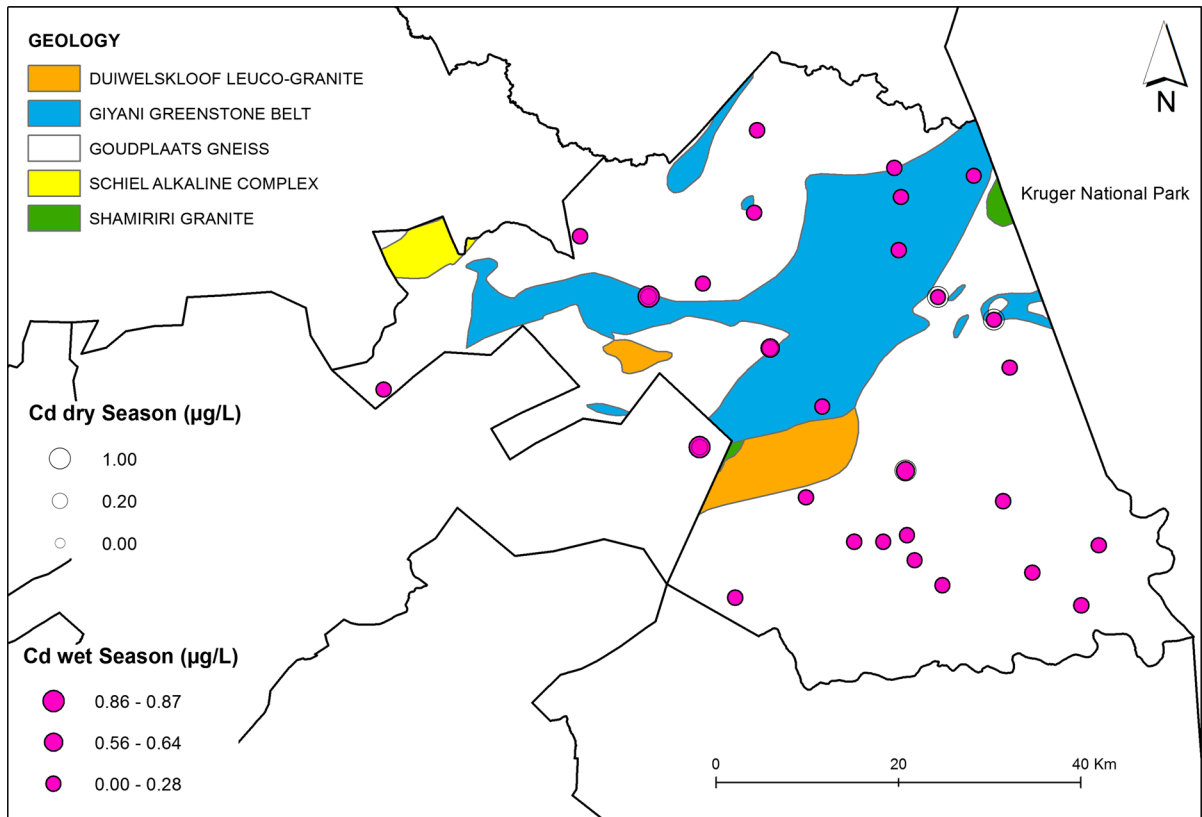 GEOLOGY
DUIWELSKLOOF LEUCO-GRANITE
GIYANI GREENSTONE BELT
GOUDPLAATS GNEISS
SCHIEL ALKALINE COMPLEX
SHAMIRIRI GRANITE
N
Kruger National Park
Cd dry Season (µg/L)
1.00
0.20
0.00
Cd wet Season (µg/L)
0.86 - 0.87
0.56 - 0.64
0.00 - 0.28
0 20 40 Km